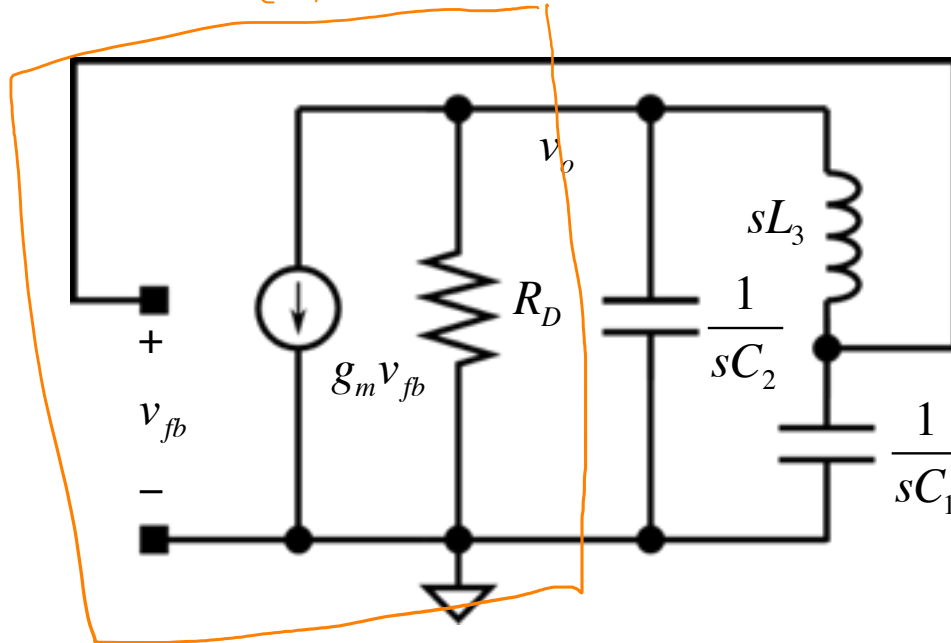 v_o
sL_3
R_D
1/(sC_2)
+
g_m v_fb
v_fb
1/(sC_1)
−